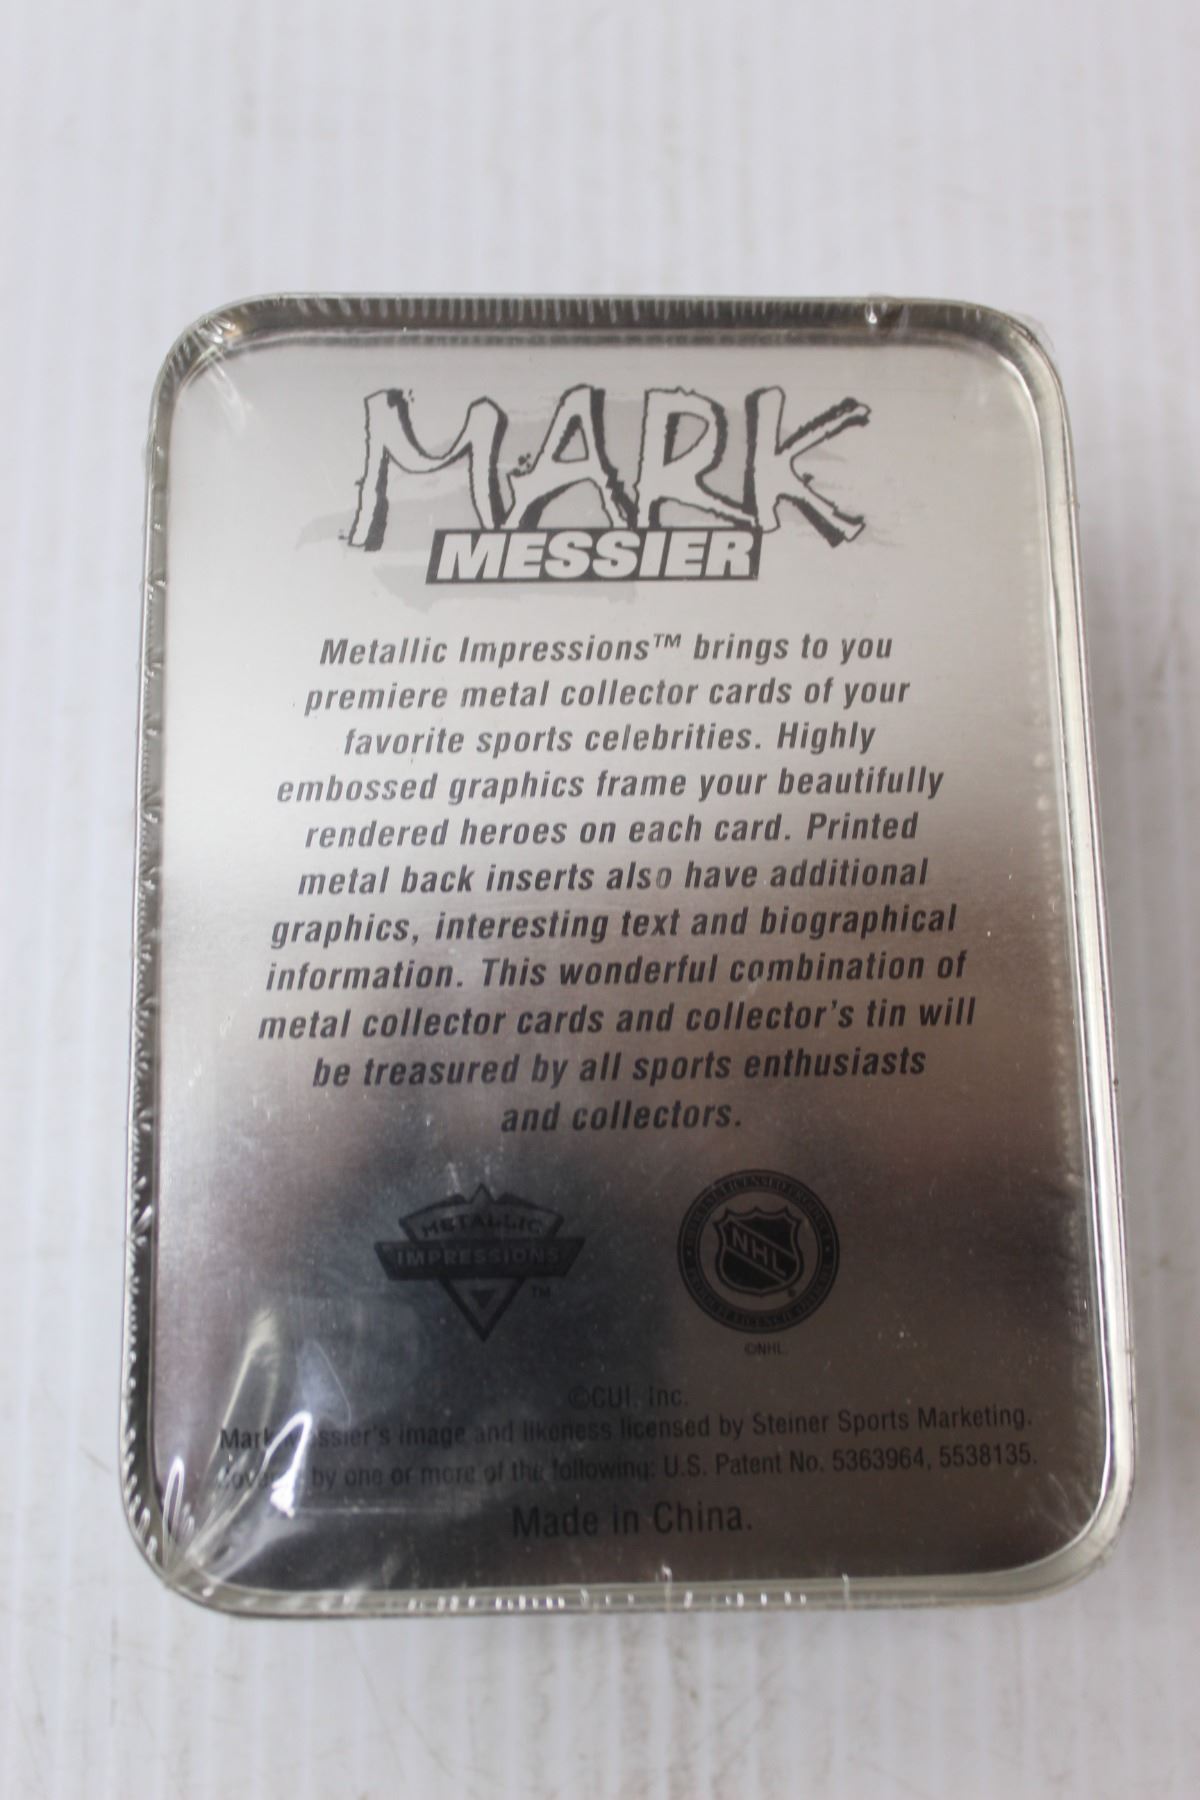 MARK
MESSIER
Metallic Impressions™ brings to you
premiere metal collector cards of your
favorite sports celebrities. Highly
embossed graphics frame your beautifully
rendered heroes on each card. Printed
metal back inserts also have additional
graphics, interesting text and biographical
information. This wonderful combination of
metal collector cards and collector's tin will
be treasured by all sports enthusiasts
and collectors.
METALLIC
IMPRESSIONS
™
NHL
©NHL
©CUI, Inc.
Mark Messier's image and likeness licensed by Steiner Sports Marketing.
by one or more of the following: U.S. Patent No. 5363964, 5538135.
Made in China.